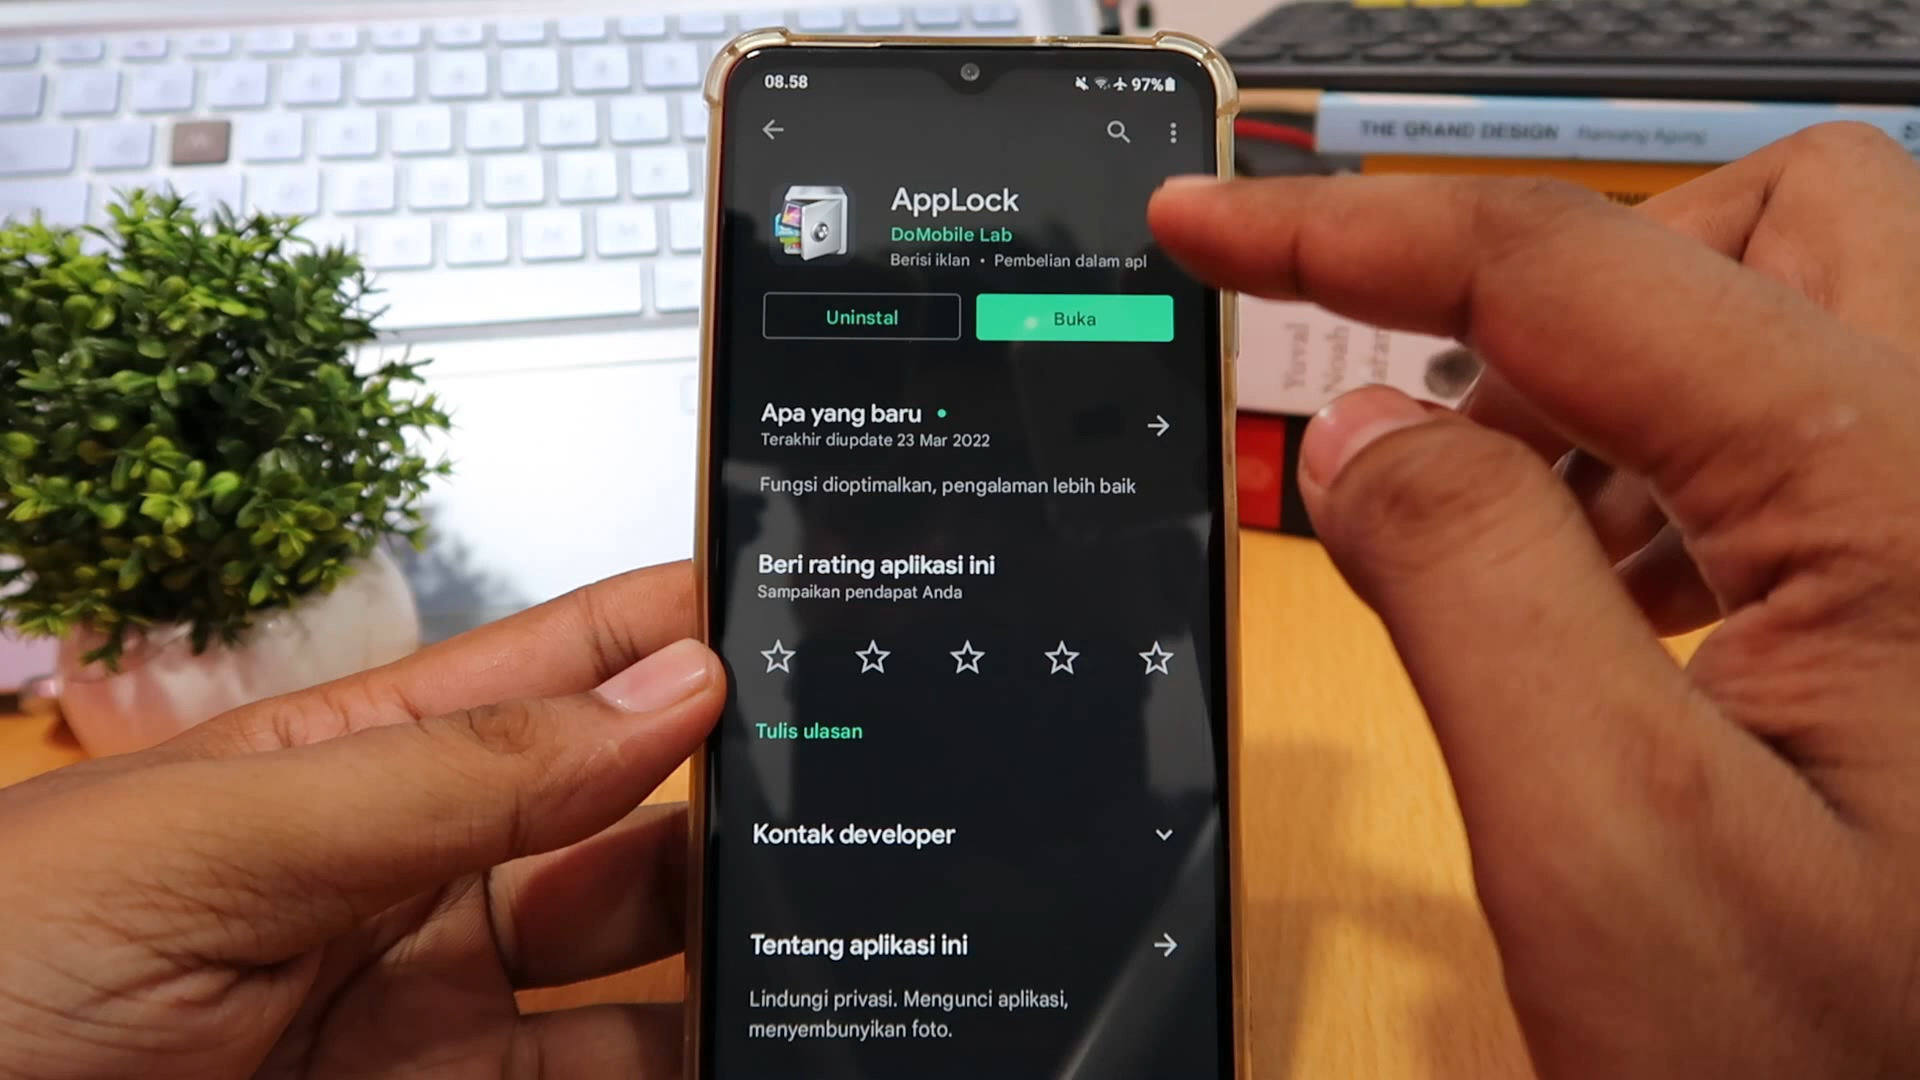 08.58
97%
THE GRAND DESIGN
AppLock
DoMobile Lab
Berisi iklan • Pembelian dalam apl
Uninstal
Buka
Yuval
Noah
Apa yang baru •
Terakhir diupdate 23 Mar 2022
Fungsi dioptimalkan, pengalaman lebih baik
Beri rating aplikasi ini
Sampaikan pendapat Anda
Tulis ulasan
Kontak developer
Tentang aplikasi ini
Lindungi privasi. Mengunci aplikasi,
menyembunyikan foto.